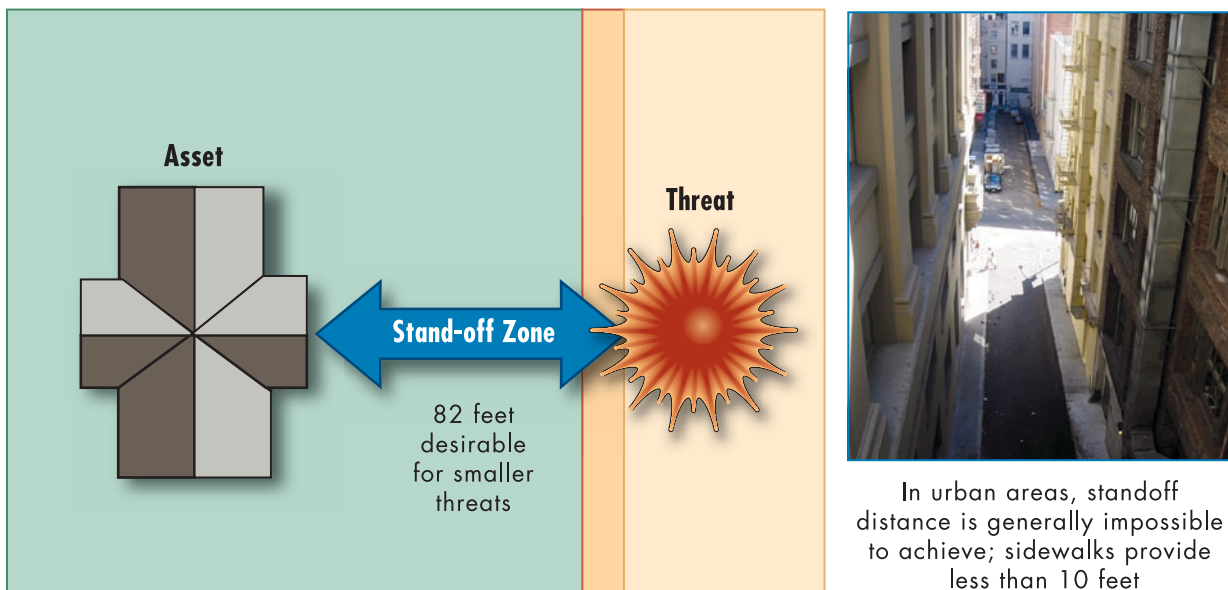 Asset
Threat
Stand-off Zone
82 feet
desirable
for smaller
threats
In urban areas, standoff
distance is generally impossible
to achieve; sidewalks provide
less than 10 feet